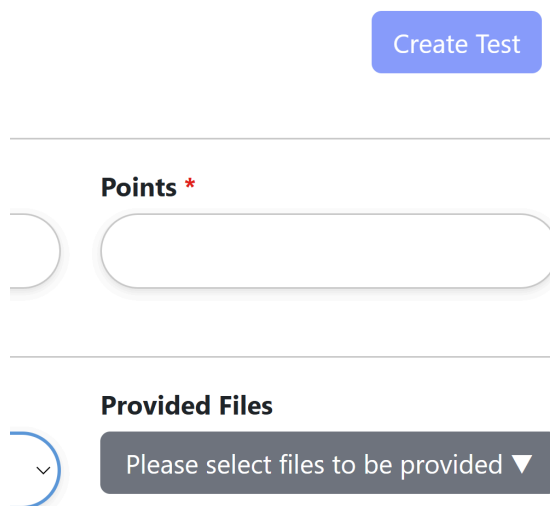 Create Test
Points *
Provided Files
Please select files to be provided ▼